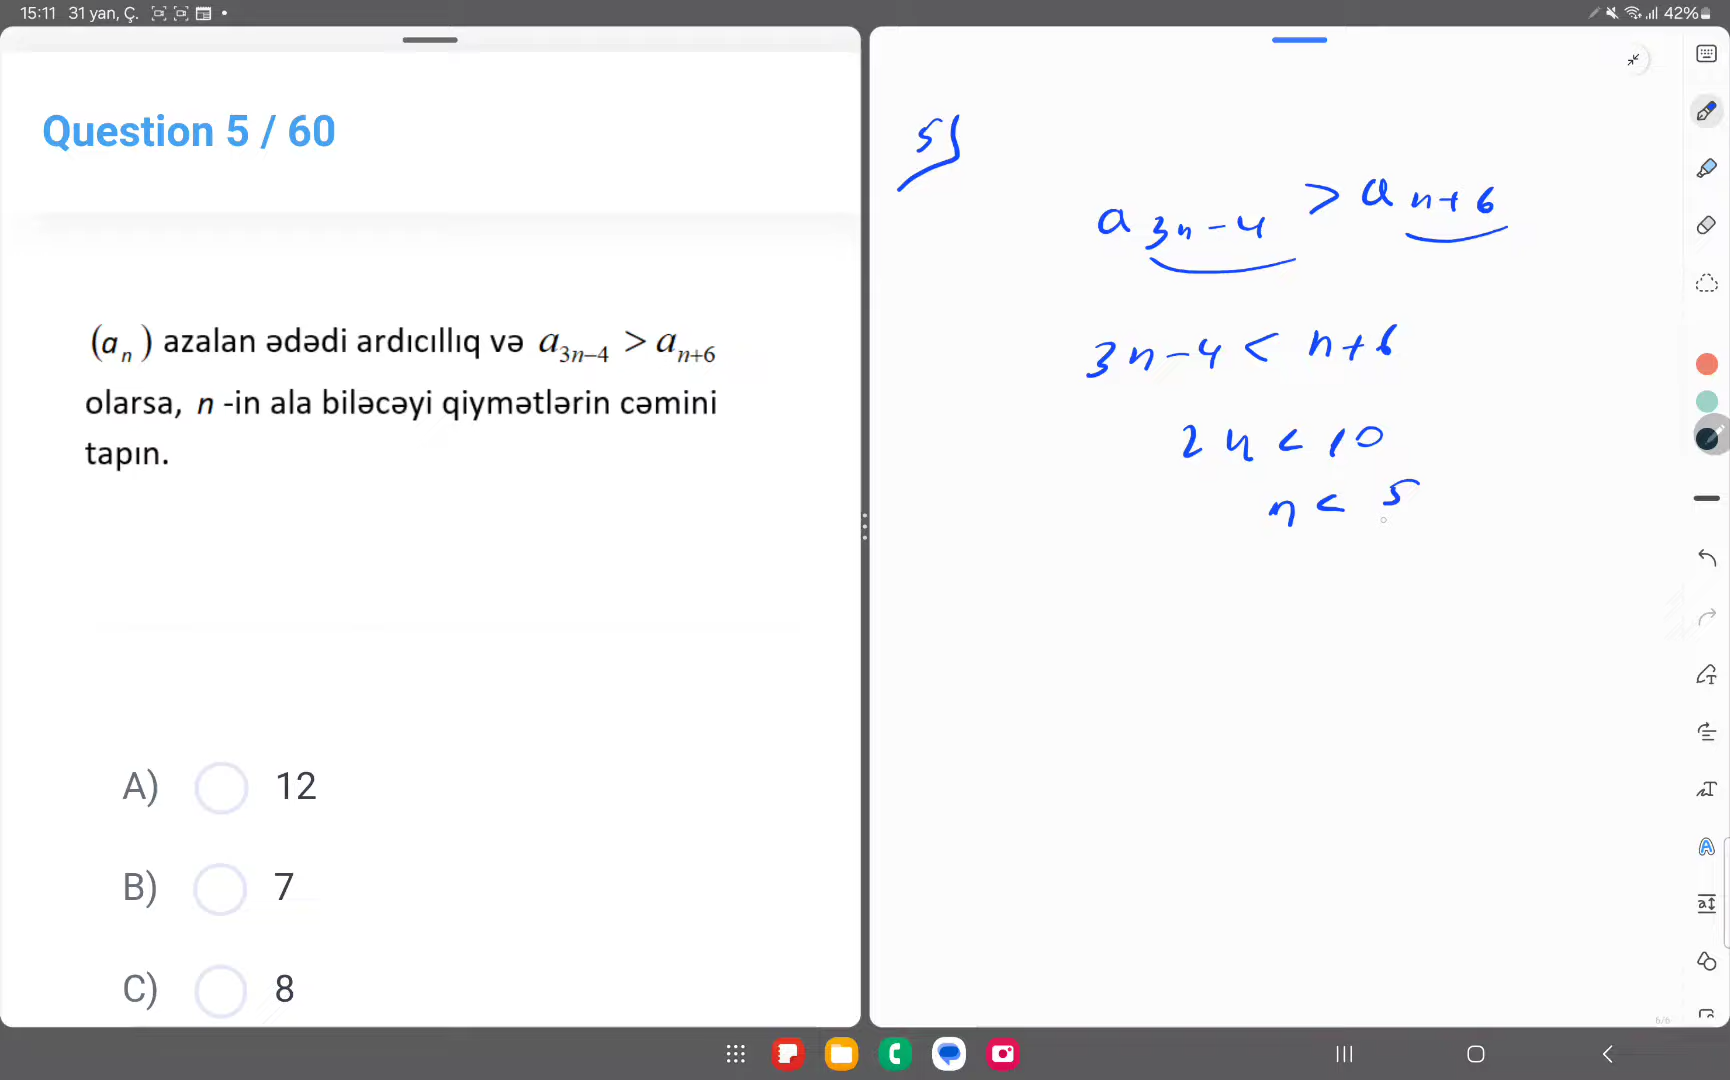 15:11 31 yan, Ç.
42%
Question 5 / 60
(aₙ) azalan ədədi ardıcıllıq və a₃ₙ₋₄ > aₙ₊₆
olarsa, n -in ala biləcəyi qiymətlərin cəmini
tapın.
A) 12
B) 7
C) 8
5)
a₃ₙ₋₄ > aₙ₊₆
3n-4 < n+6
2n < 10
n < 5
6/6